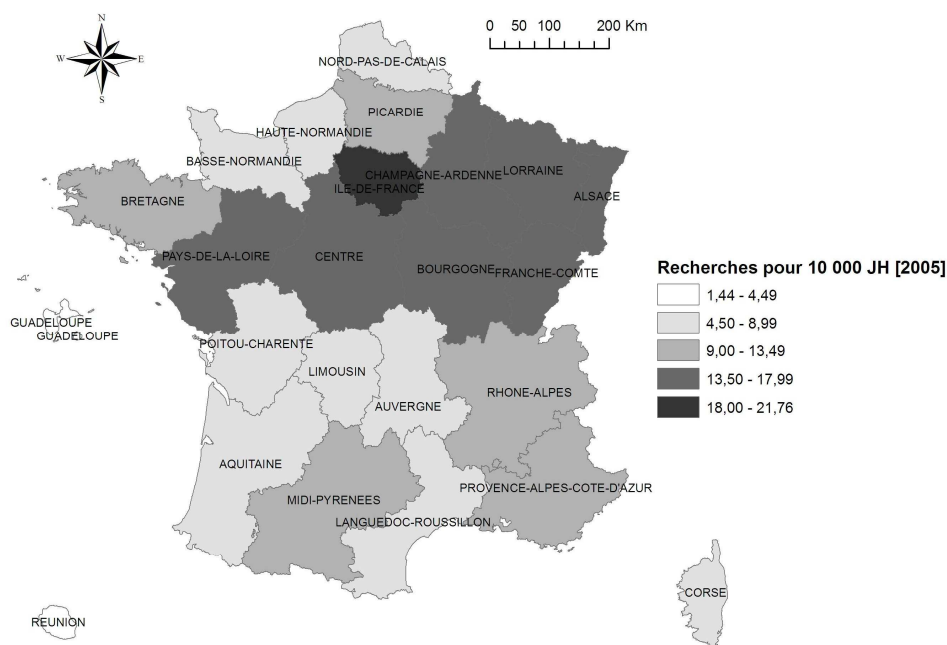 N
W E
S
0 50 100 200 Km
NORD-PAS-DE-CALAIS
PICARDIE
HAUTE-NORMANDIE
BASSE-NORMANDIE
CHAMPAGNE-ARDENNE
LORRAINE
ILE-DE-FRANCE
ALSACE
BRETAGNE
PAYS-DE-LA-LOIRE
CENTRE
BOURGOGNE
FRANCHE-COMTE
GUADELOUPE
GUADELOUPE
POITOU-CHARENTE
LIMOUSIN
AUVERGNE
RHONE-ALPES
AQUITAINE
MIDI-PYRENEES
PROVENCE-ALPES-COTE-D'AZUR
LANGUEDOC-ROUSSILLON
CORSE
REUNION
Recherches pour 10 000 JH [2005]
1,44 - 4,49
4,50 - 8,99
9,00 - 13,49
13,50 - 17,99
18,00 - 21,76